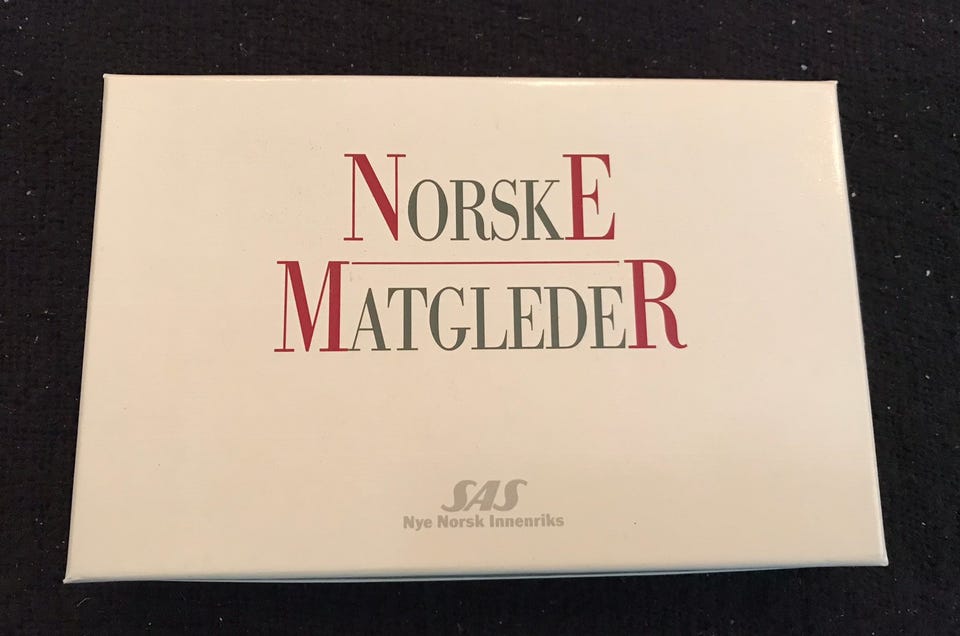 NORSKE
MATGLEDER
SAS
Nye Norsk Innenriks